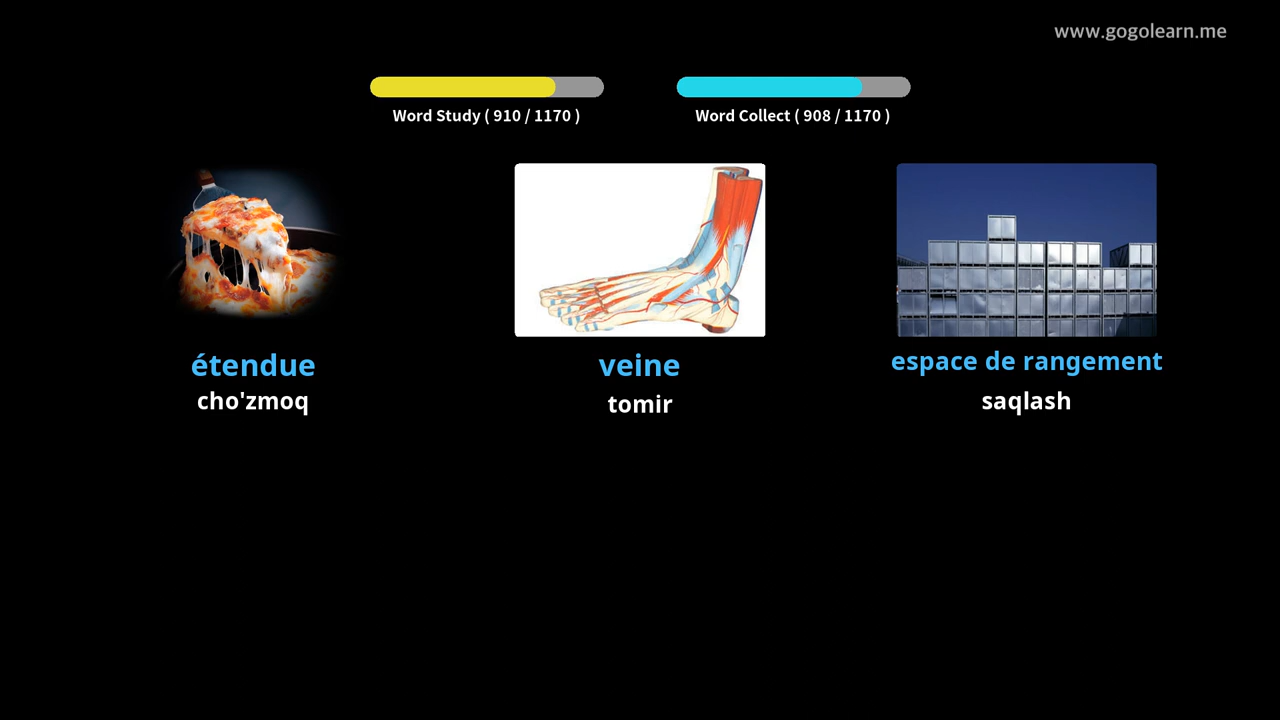 www.gogolearn.me
Word Study ( 910 / 1170 )
Word Collect ( 908 / 1170 )
étendue
cho'zmoq
veine
tomir
espace de rangement
saqlash